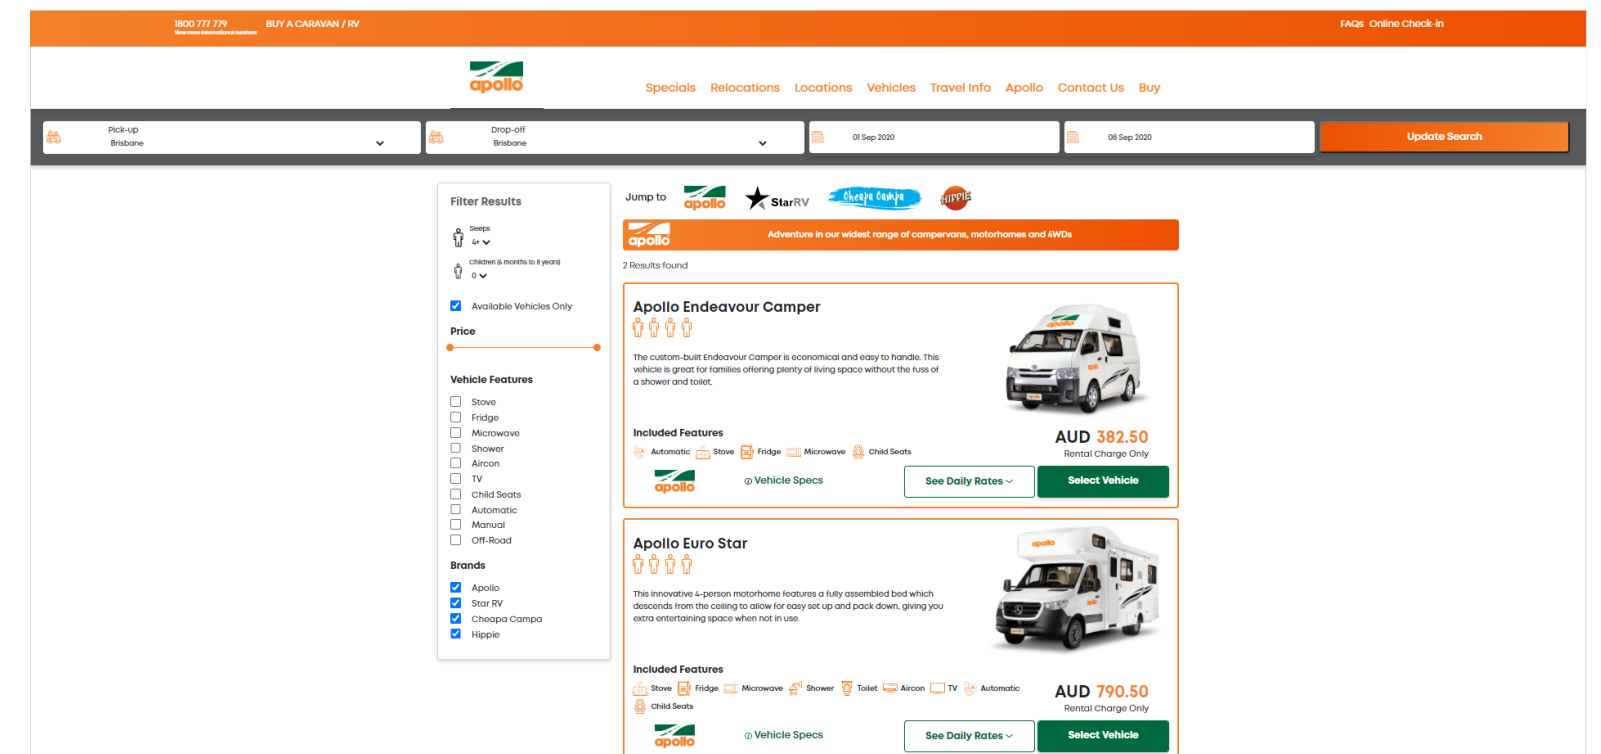 1800 777 779
View more international numbers
BUY A CARAVAN / RV
FAQs Online Check-in
apollo
Specials Relocations Locations Vehicles Travel Info Apollo Contact Us Buy
Pick-up
Brisbane
Drop-off
Brisbane
01 Sep 2020
08 Sep 2020
Update Search
Filter Results
Sleeps
4+
Children (6 months to 8 years)
0
Available Vehicles Only
Price
Vehicle Features
Stove
Fridge
Microwave
Shower
Aircon
TV
Child Seats
Automatic
Manual
Off-Road
Brands
Apollo
Star RV
Cheapa Campa
Hippie
Jump to apollo StarRV Cheapa Campa HIPPIE
apollo Adventure in our widest range of campervans, motorhomes and 4WDs
2 Results found
Apollo Endeavour Camper
The custom-built Endeavour Camper is economical and easy to handle. This
vehicle is great for families offering plenty of living space without the fuss of
a shower and toilet.
apollo
Included Features
Automatic Stove Fridge Microwave Child Seats
AUD 382.50
Rental Charge Only
apollo Vehicle Specs See Daily Rates Select Vehicle
Apollo Euro Star
This innovative 4-person motorhome features a fully assembled bed which
descends from the ceiling to allow for easy set up and pack down, giving you
extra entertaining space when not in use.
apollo
Included Features
Stove Fridge Microwave Shower Toilet Aircon TV Automatic
Child Seats
AUD 790.50
Rental Charge Only
apollo Vehicle Specs See Daily Rates Select Vehicle